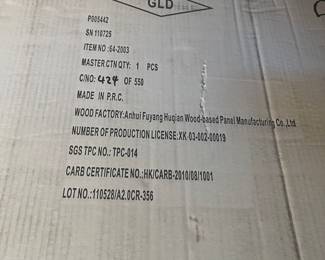 GLD
P005442
SN 110725
ITEM NO :64-2003
MASTER CTN QTY: 1 PCS
C/NO: 424 OF 550
MADE IN P.R.C.
WOOD FACTORY:Anhui Fuyang Huqian Wood-based Panel Manufacturing Co.,Ltd
NUMBER OF PRODUCTION LICENSE: XK-03-002-00019
SGS TPC NO.: TPC-014
CARB CERTIFICATE NO.:HK/CARB-2010/08/1001
LOT NO.:110528/A2.0CR-356